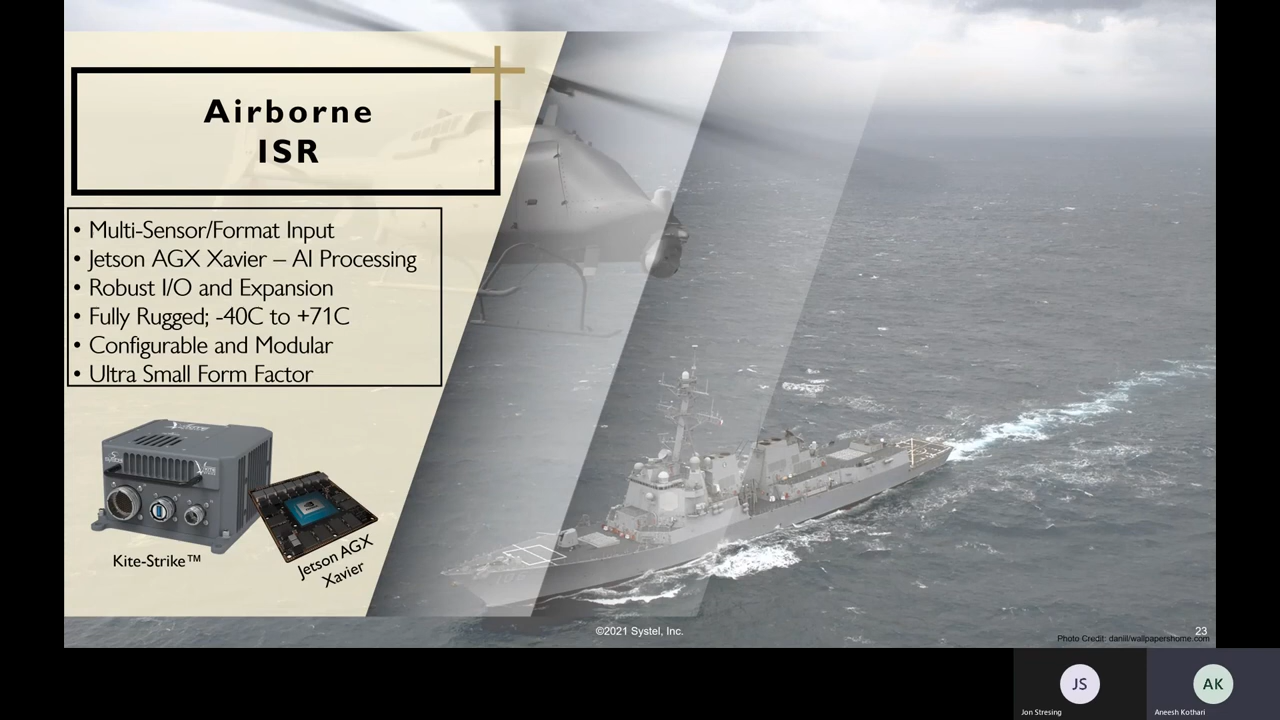 Airborne
ISR
• Multi-Sensor/Format Input
• Jetson AGX Xavier – AI Processing
• Robust I/O and Expansion
• Fully Rugged; -40C to +71C
• Configurable and Modular
• Ultra Small Form Factor
Kite-Strike™
Jetson AGX
Xavier
©2021 Systel, Inc.
23
Photo Credit: daniil/wallpapershome.com
JS
AK
Jon Stresing
Aneesh Kothari